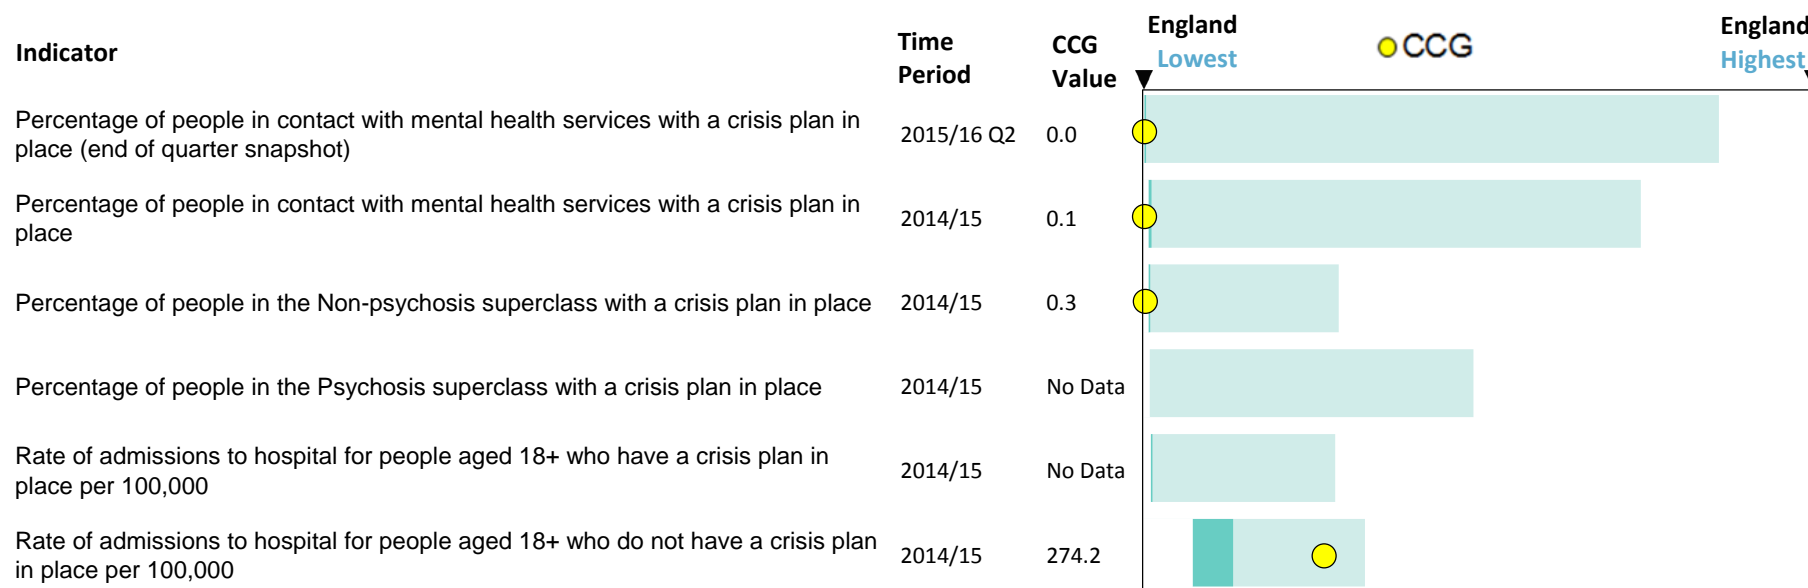 Indicator
Time
Period
CCG
Value
England
Lowest
CCG
England
Highest
Percentage of people in contact with mental health services with a crisis plan in
place (end of quarter snapshot)
2015/16 Q2
0.0
Percentage of people in contact with mental health services with a crisis plan in
place
2014/15
0.1
Percentage of people in the Non-psychosis superclass with a crisis plan in place
2014/15
0.3
Percentage of people in the Psychosis superclass with a crisis plan in place
2014/15
No Data
Rate of admissions to hospital for people aged 18+ who have a crisis plan in
place per 100,000
2014/15
No Data
Rate of admissions to hospital for people aged 18+ who do not have a crisis plan
in place per 100,000
2014/15
274.2